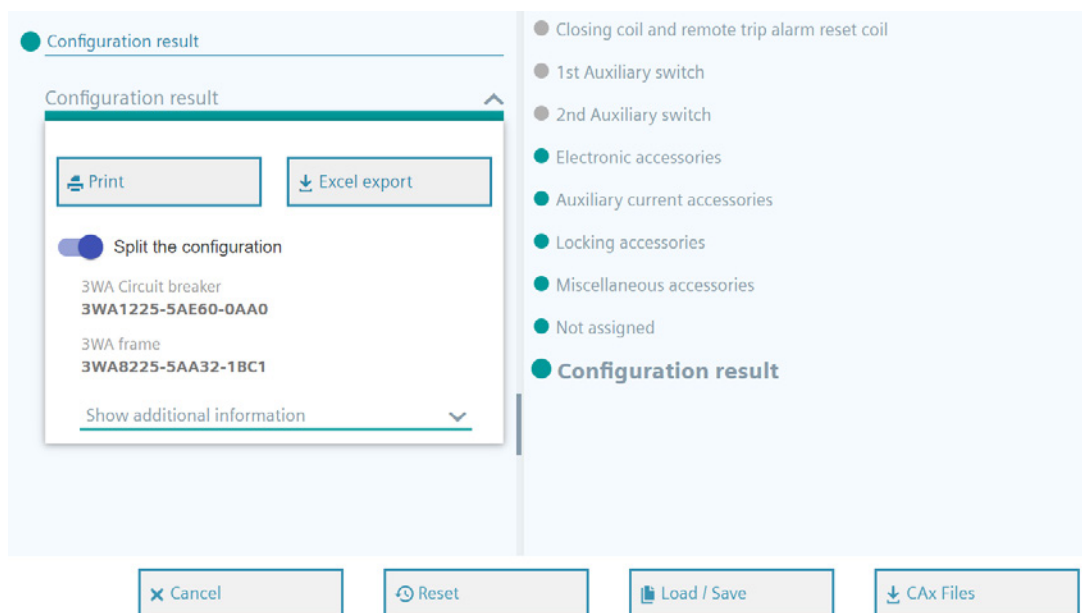 Configuration result
Configuration result
Print
Excel export
Split the configuration
3WA Circuit breaker
3WA1225-5AE60-0AA0
3WA frame
3WA8225-5AA32-1BC1
Show additional information
Closing coil and remote trip alarm reset coil
1st Auxiliary switch
2nd Auxiliary switch
Electronic accessories
Auxiliary current accessories
Locking accessories
Miscellaneous accessories
Not assigned
Configuration result
Cancel
Reset
Load / Save
CAx Files